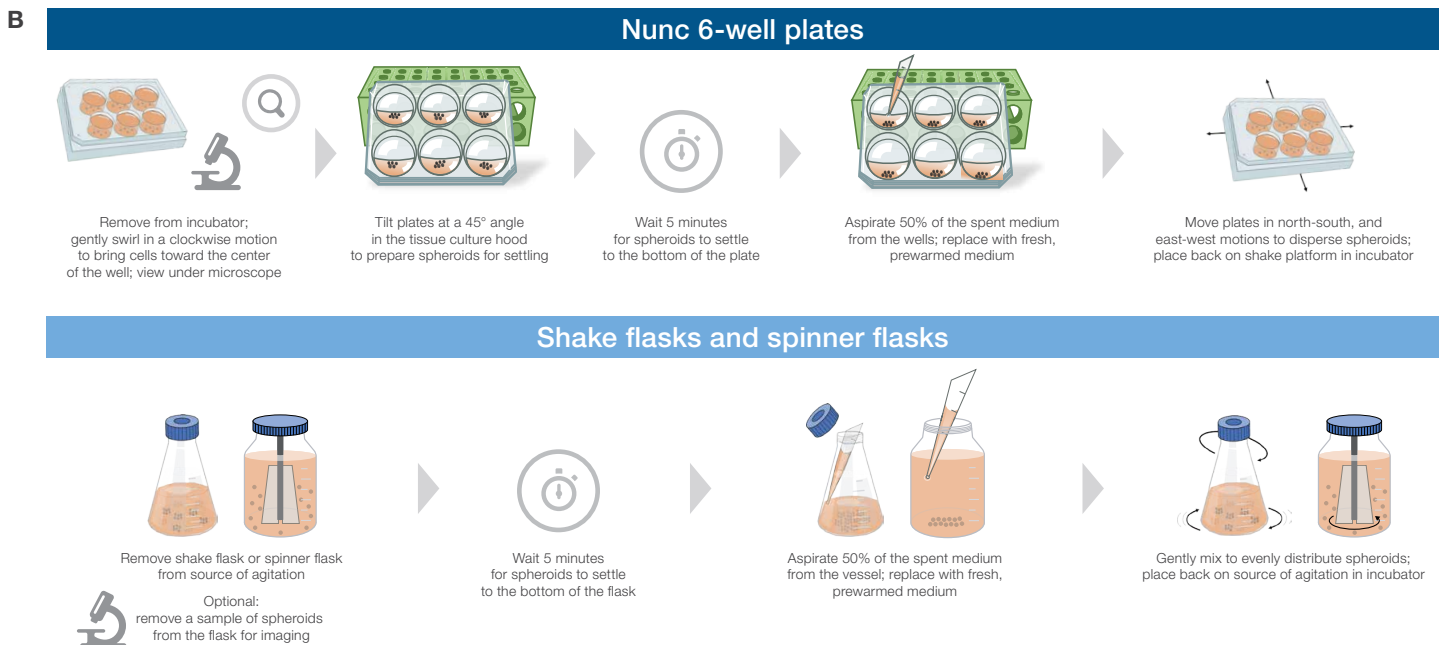 B
Nunc 6-well plates
Remove from incubator;
gently swirl in a clockwise motion
to bring cells toward the center
of the well; view under microscope
Tilt plates at a 45° angle
in the tissue culture hood
to prepare spheroids for settling
Wait 5 minutes
for spheroids to settle
to the bottom of the plate
Aspirate 50% of the spent medium
from the wells; replace with fresh,
prewarmed medium
Move plates in north-south, and
east-west motions to disperse spheroids;
place back on shake platform in incubator
Shake flasks and spinner flasks
Remove shake flask or spinner flask
from source of agitation
Optional:
remove a sample of spheroids
from the flask for imaging
Wait 5 minutes
for spheroids to settle
to the bottom of the flask
Aspirate 50% of the spent medium
from the vessel; replace with fresh,
prewarmed medium
Gently mix to evenly distribute spheroids;
place back on source of agitation in incubator